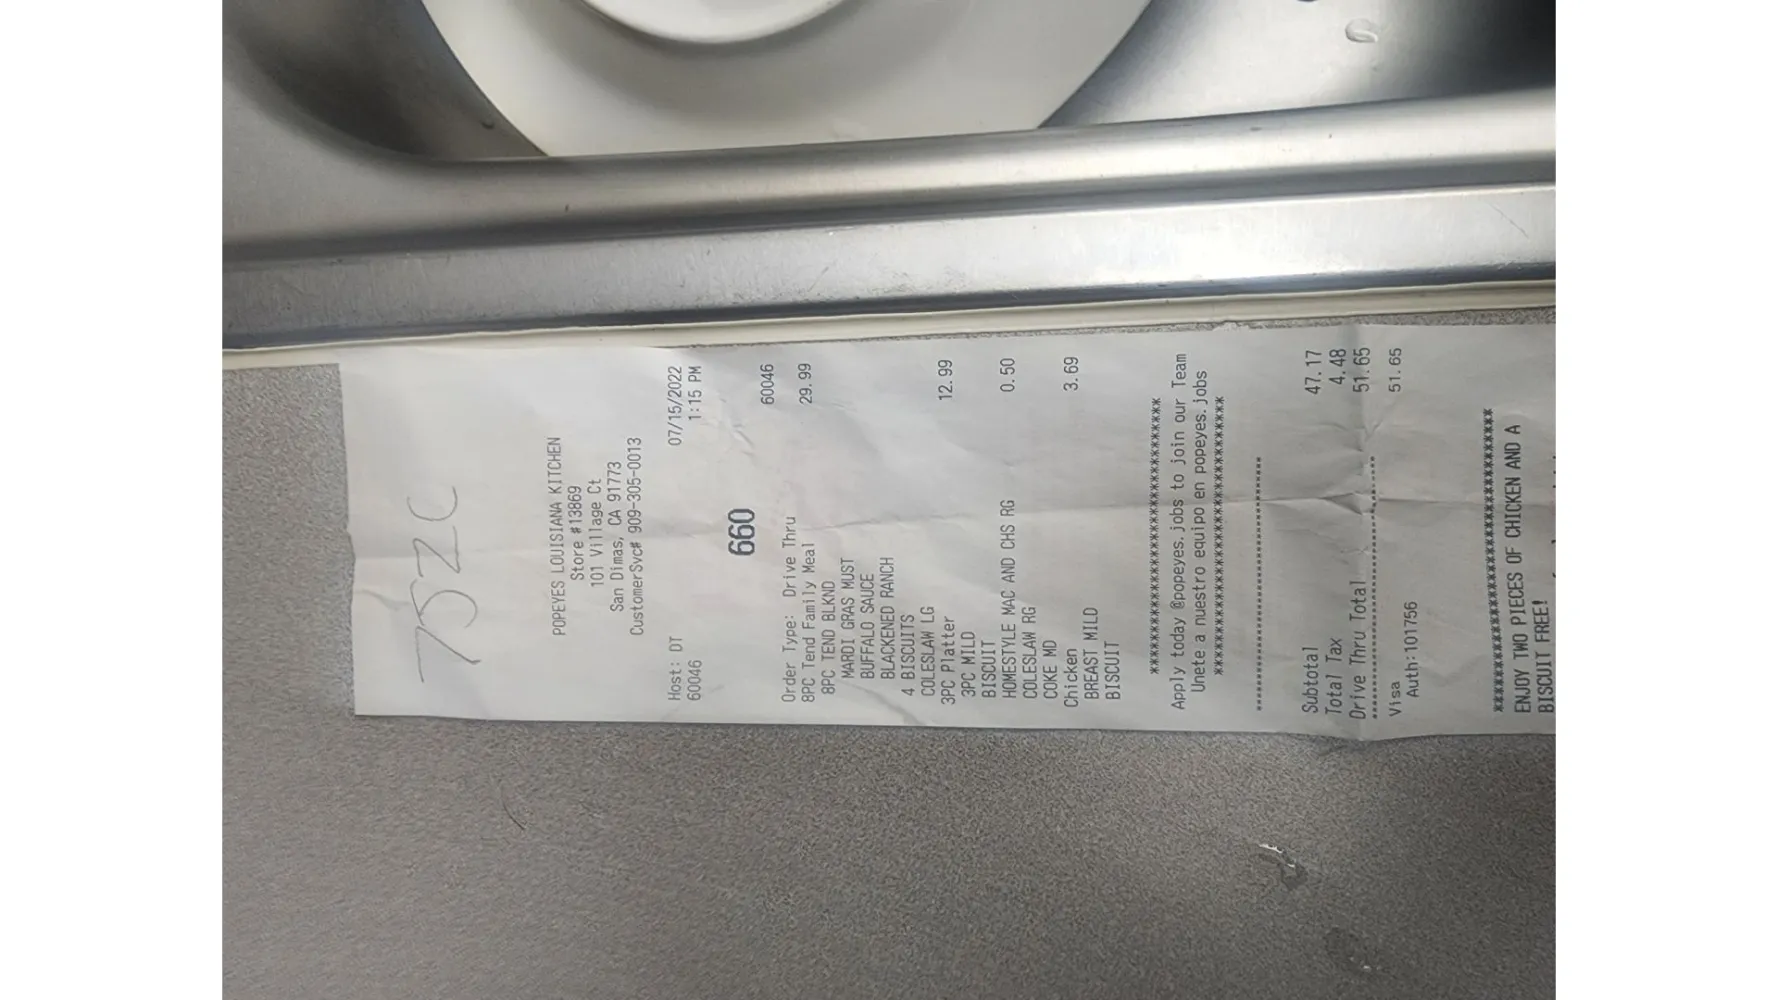 752C
POPEYES LOUISIANA KITCHEN
Store #13869
101 Village Ct
San Dimas, CA 91773
CustomerSvc# 909-305-0013
Host: DT 07/15/2022
60046 1:15 PM
660
60046
Order Type: Drive Thru
8PC Tend Family Meal 29.99
8PC TEND BLKND
MARDI GRAS MUST
BUFFALO SAUCE
BLACKENED RANCH
4 BISCUITS
COLESLAW LG
3PC Platter 12.99
3PC MILD
BISCUIT
HOMESTYLE MAC AND CHS RG 0.50
COLESLAW RG
COKE MD
Chicken 3.69
BREAST MILD
BISCUIT
Apply today @popeyes.jobs to join our Team
Unete a nuestro equipo en popeyes.jobs
Subtotal 47.17
Total Tax 4.48
Drive Thru Total 51.65
Visa 51.65
Auth:101756
ENJOY TWO PIECES OF CHICKEN AND A
BISCUIT FREE!